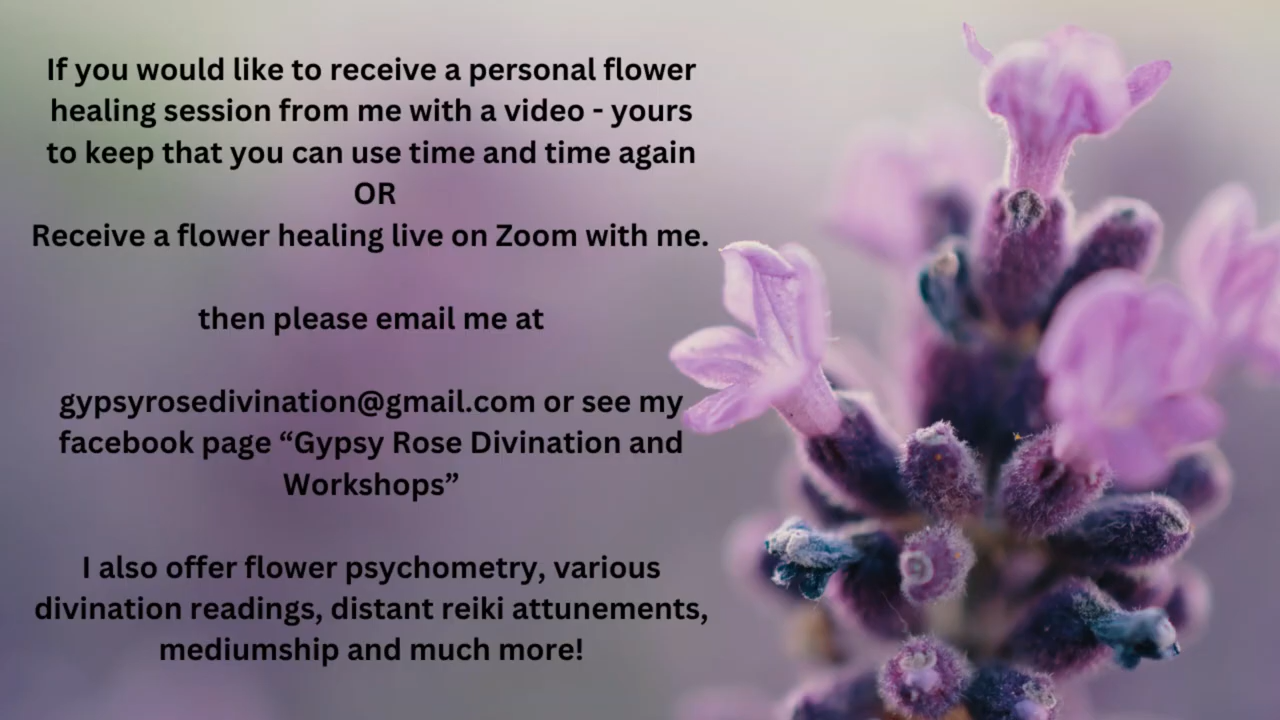 If you would like to receive a personal flower
healing session from me with a video - yours
to keep that you can use time and time again
OR
Receive a flower healing live on Zoom with me.
then please email me at
gypsyrosedivination@gmail.com or see my
facebook page “Gypsy Rose Divination and
Workshops”
I also offer flower psychometry, various
divination readings, distant reiki attunements,
mediumship and much more!